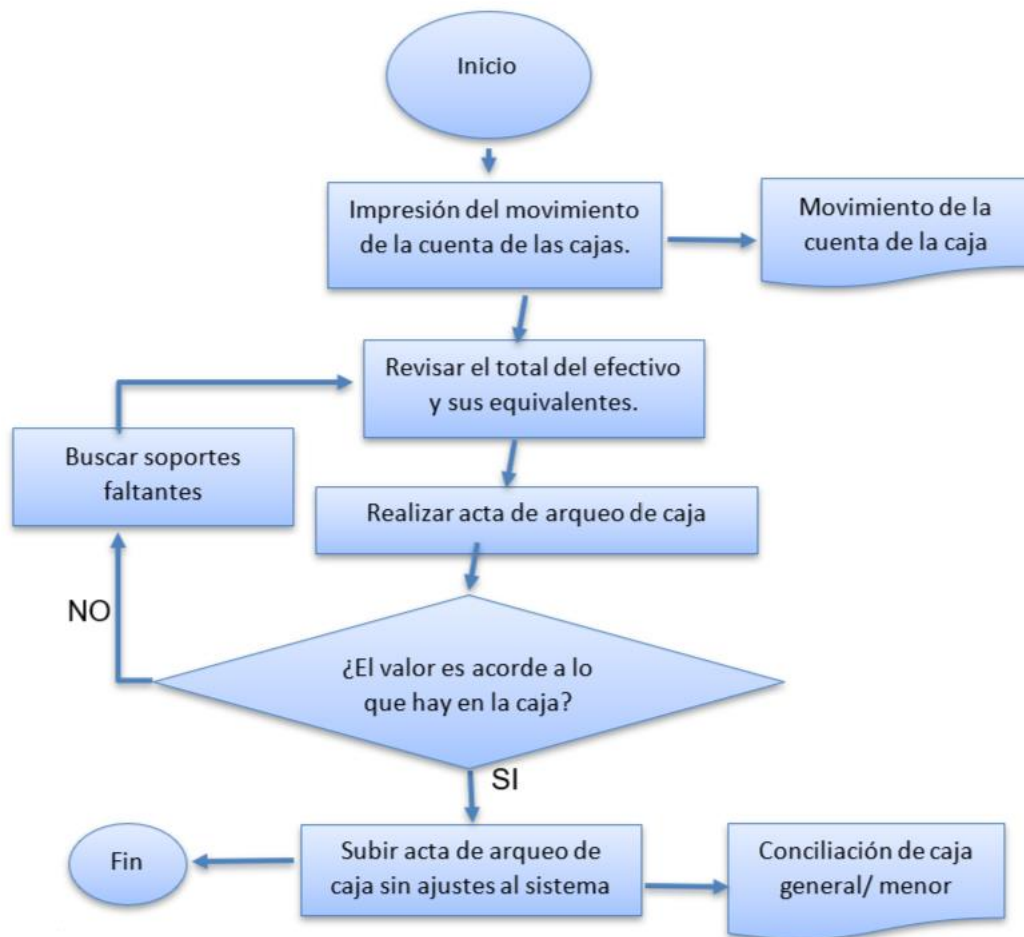 Inicio
Impresión del movimiento
de la cuenta de las cajas.
Movimiento de la
cuenta de la caja
Revisar el total del efectivo
y sus equivalentes.
Buscar soportes
faltantes
Realizar acta de arqueo de caja
NO
¿El valor es acorde a lo
que hay en la caja?
SI
Fin
Subir acta de arqueo de
caja sin ajustes al sistema
Conciliación de caja
general/ menor